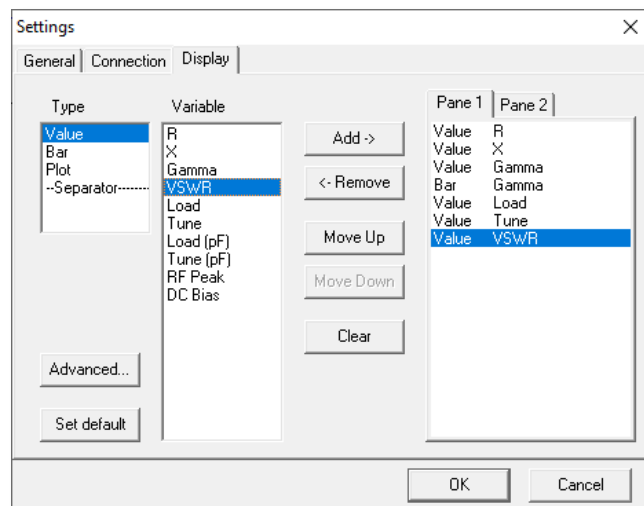 Settings
General Connection Display
Type
Value
Bar
Plot
--Separator--------
Variable
R
X
Gamma
VSWR
Load
Tune
Load (pF)
Tune (pF)
RF Peak
DC Bias
Add ->
<- Remove
Move Up
Move Down
Clear
Pane 1 Pane 2
Value R
Value X
Value Gamma
Bar Gamma
Value Load
Value Tune
Value VSWR
Advanced...
Set default
OK Cancel